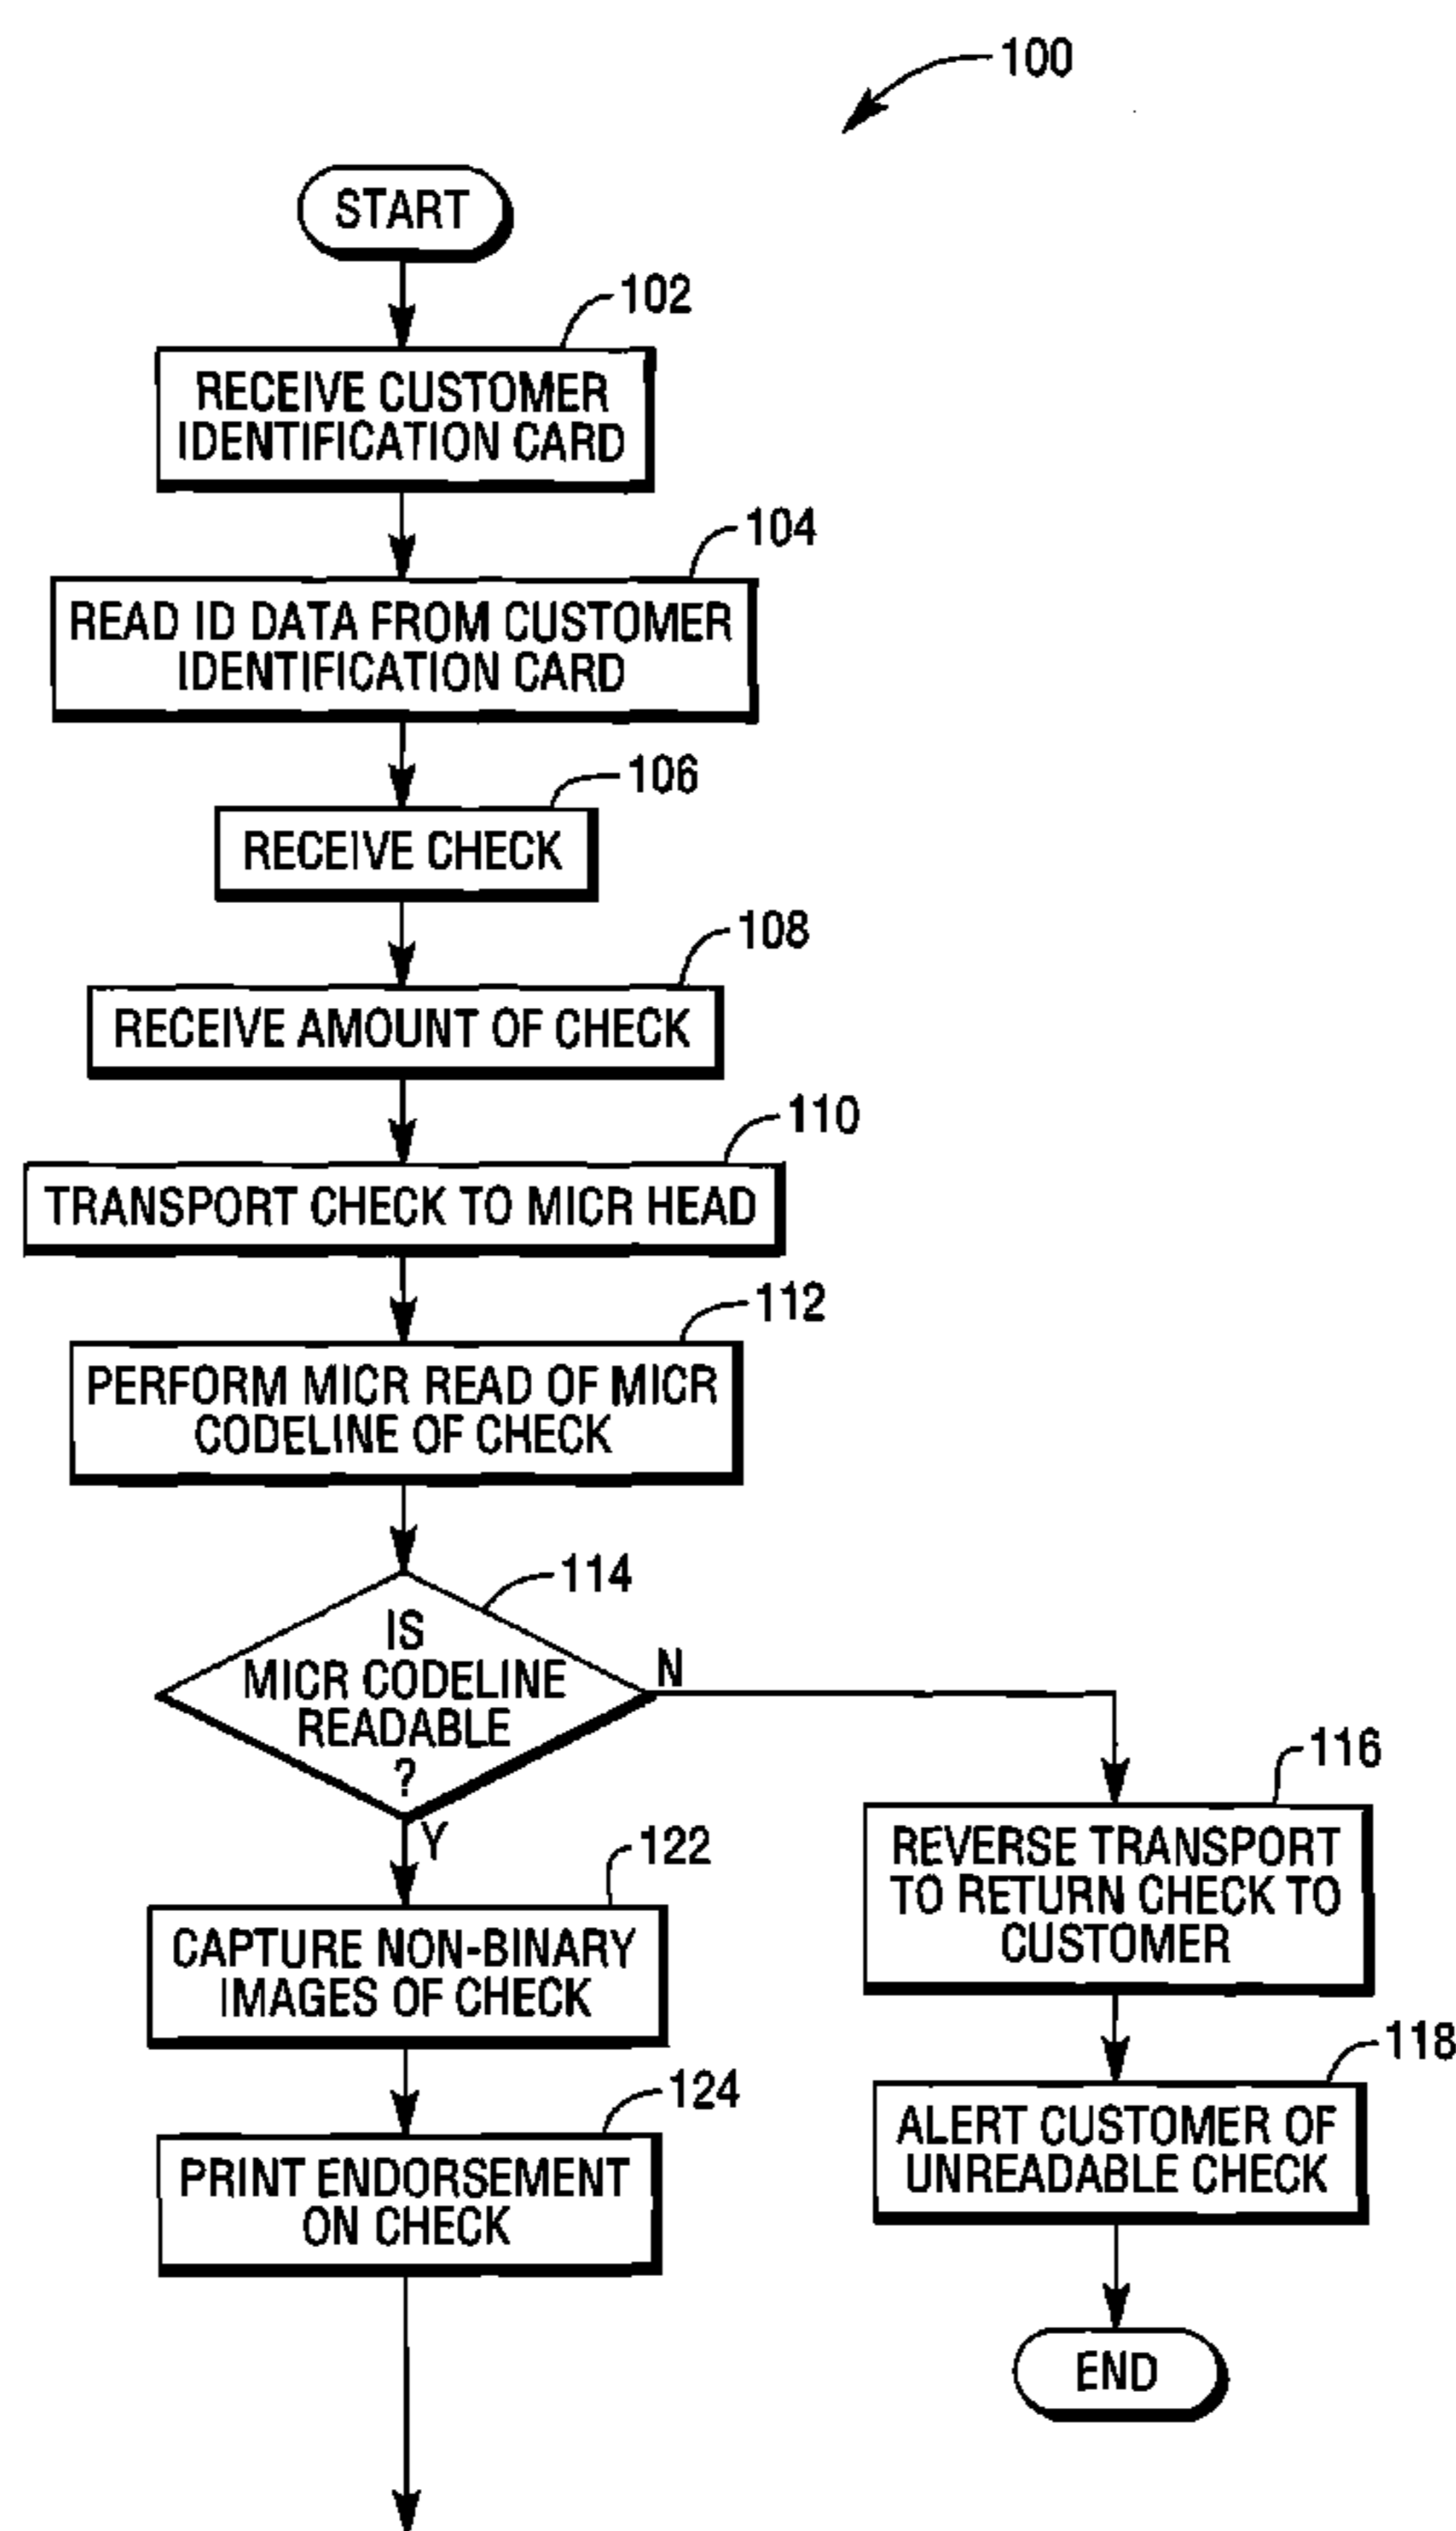 100
START
102
RECEIVE CUSTOMER
IDENTIFICATION CARD
104
READ ID DATA FROM CUSTOMER
IDENTIFICATION CARD
106
RECEIVE CHECK
108
RECEIVE AMOUNT OF CHECK
110
TRANSPORT CHECK TO MICR HEAD
112
PERFORM MICR READ OF MICR
CODELINE OF CHECK
114
IS
MICR CODELINE
READABLE
?
N
Y
116
REVERSE TRANSPORT
TO RETURN CHECK TO
CUSTOMER
118
ALERT CUSTOMER OF
UNREADABLE CHECK
END
122
CAPTURE NON-BINARY
IMAGES OF CHECK
124
PRINT ENDORSEMENT
ON CHECK